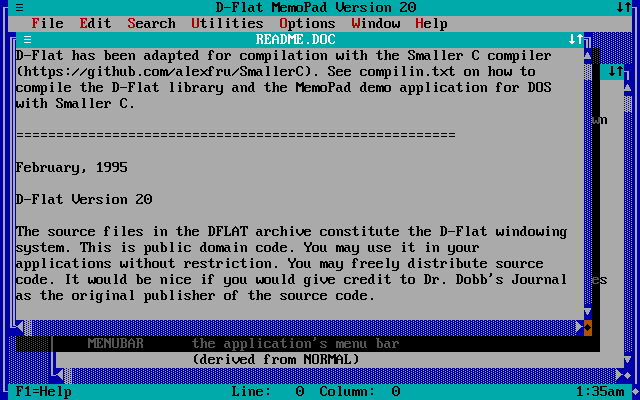 D-Flat MemoPad Version 20
File Edit Search Utilities Options Window Help
README.DOC
D-Flat has been adapted for compilation with the Smaller C compiler
(https://github.com/alexfru/SmallerC). See compilin.txt on how to
compile the D-Flat library and the MemoPad demo application for DOS
with Smaller C.
=======================================================
February, 1995
D-Flat Version 20
The source files in the DFLAT archive constitute the D-Flat windowing
system. This is public domain code. You may use it in your
applications without restriction. You may freely distribute source
code. It would be nice if you would give credit to Dr. Dobb's Journal
as the original publisher of the source code.
wn
es
MENUBAR the application's menu bar
(derived from NORMAL)
F1=Help Line: 0 Column: 0 1:35am